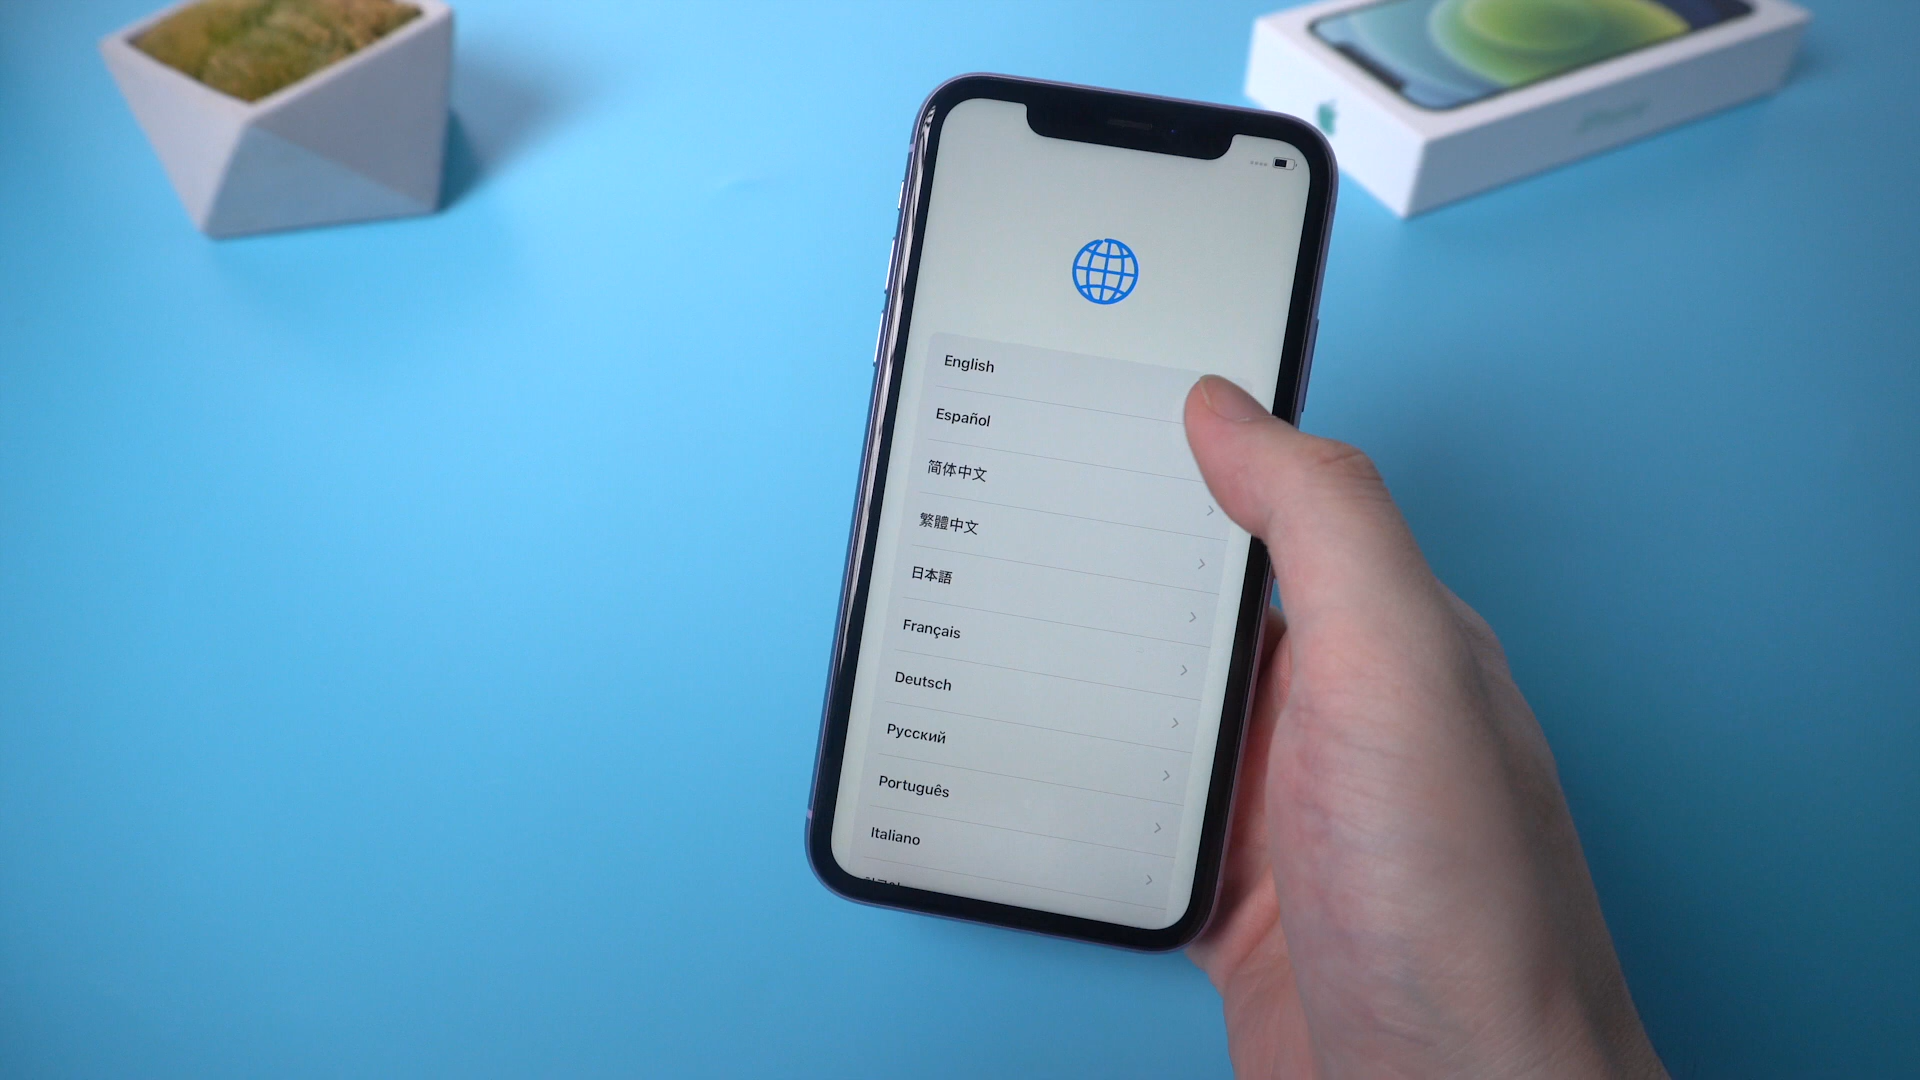 English
Español
简体中文
繁體中文
日本語
Français
Deutsch
Русский
Português
Italiano